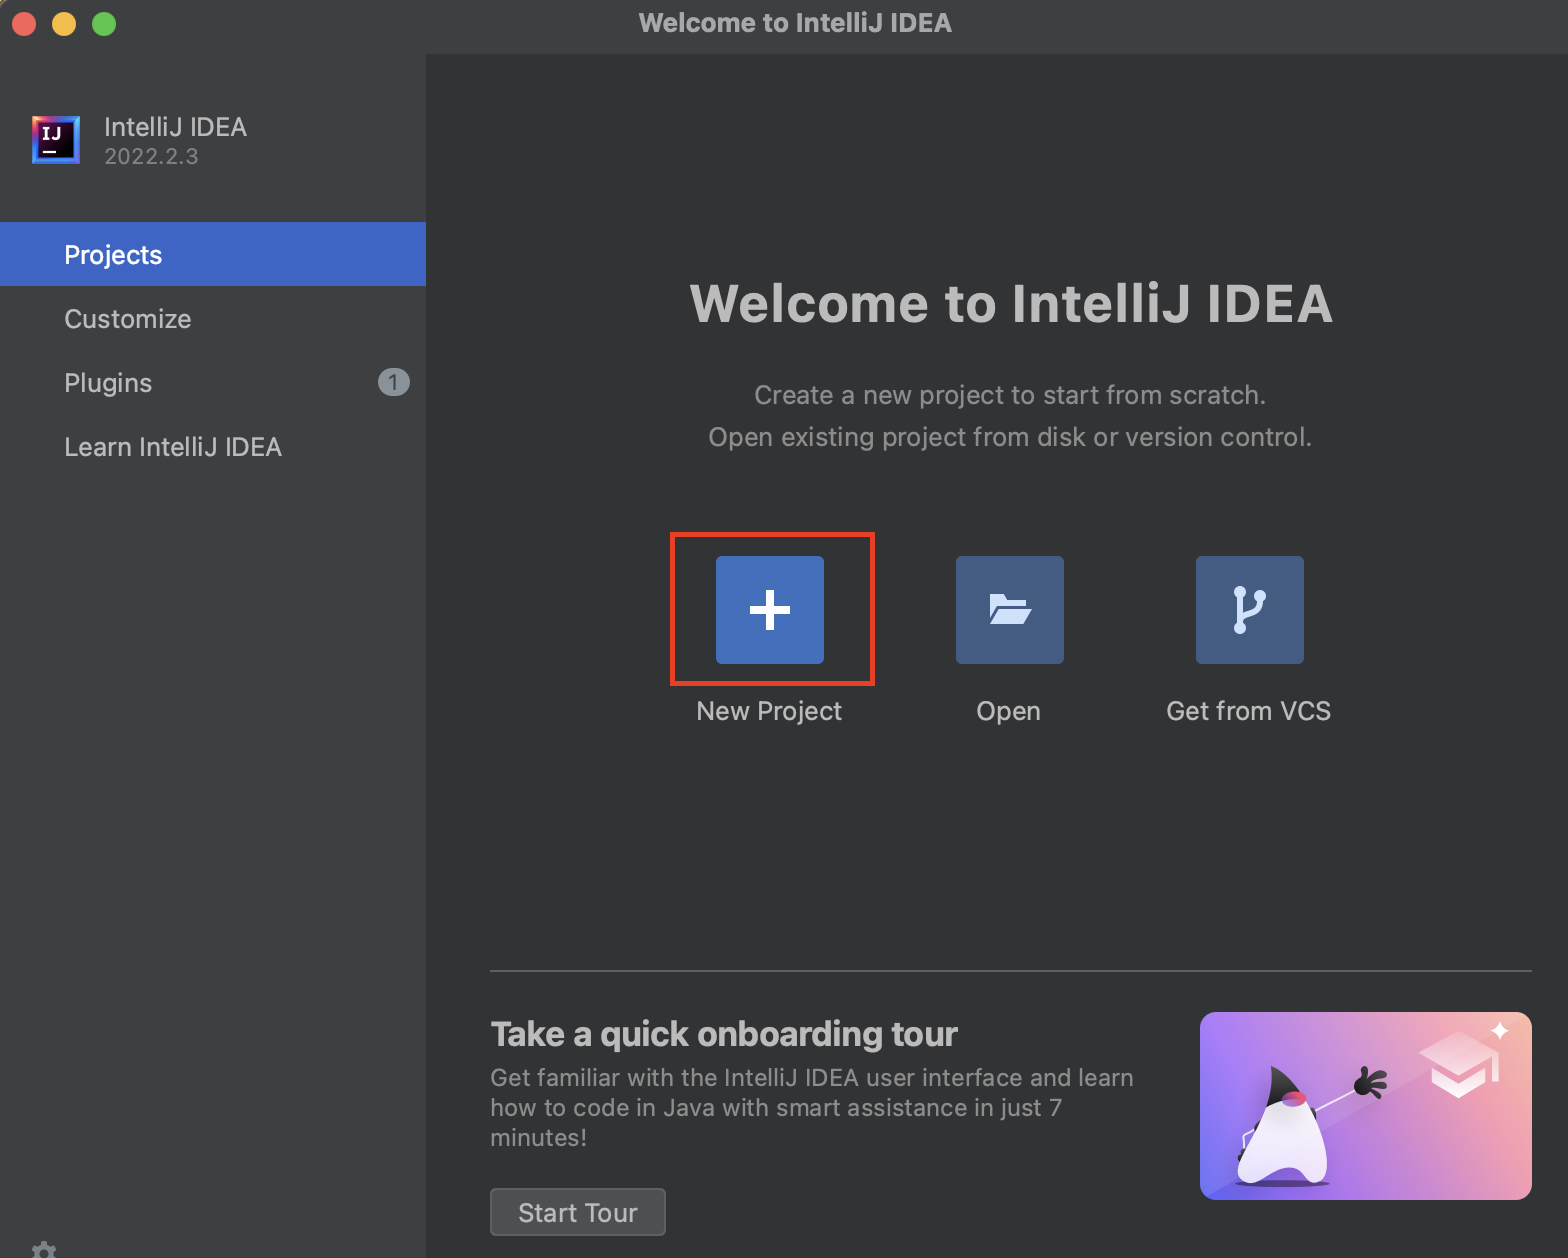 Welcome to IntelliJ IDEA
IJ
IntelliJ IDEA
2022.2.3
Projects
Customize
Plugins 1
Learn IntelliJ IDEA
Welcome to IntelliJ IDEA
Create a new project to start from scratch.
Open existing project from disk or version control.
New Project Open Get from VCS
Take a quick onboarding tour
Get familiar with the IntelliJ IDEA user interface and learn
how to code in Java with smart assistance in just 7
minutes!
Start Tour